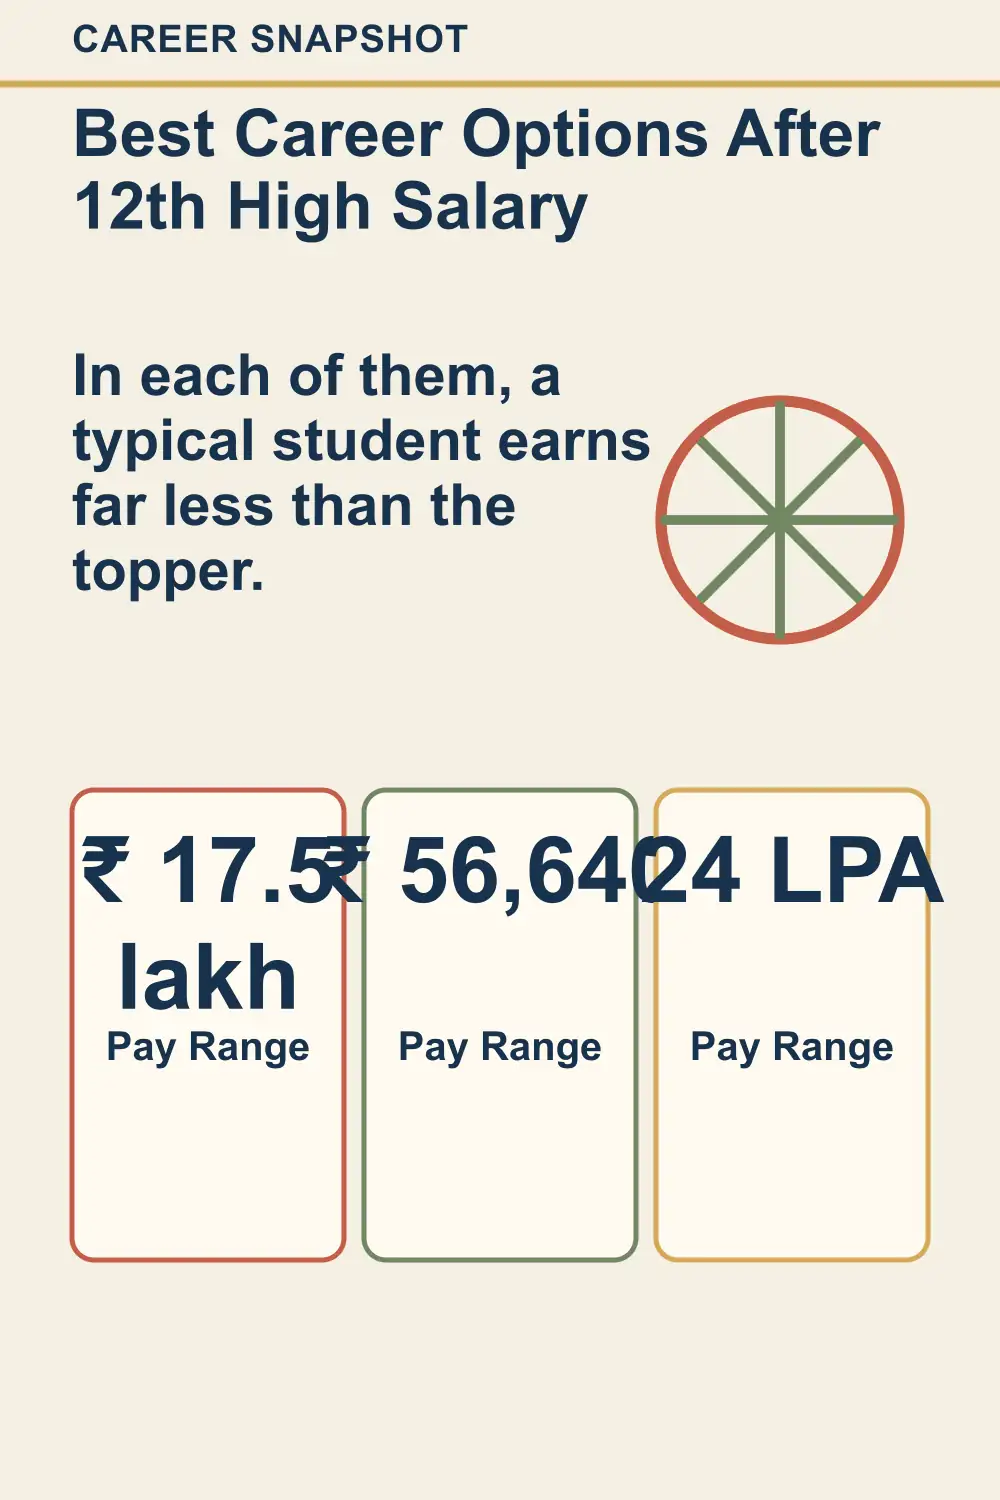 CAREER SNAPSHOT
Best Career Options After
12th High Salary
In each of them, a
typical student earns
far less than the
topper.
₹ 17.5
lakh
Pay Range
₹ 56,640
Pay Range
24 LPA
Pay Range